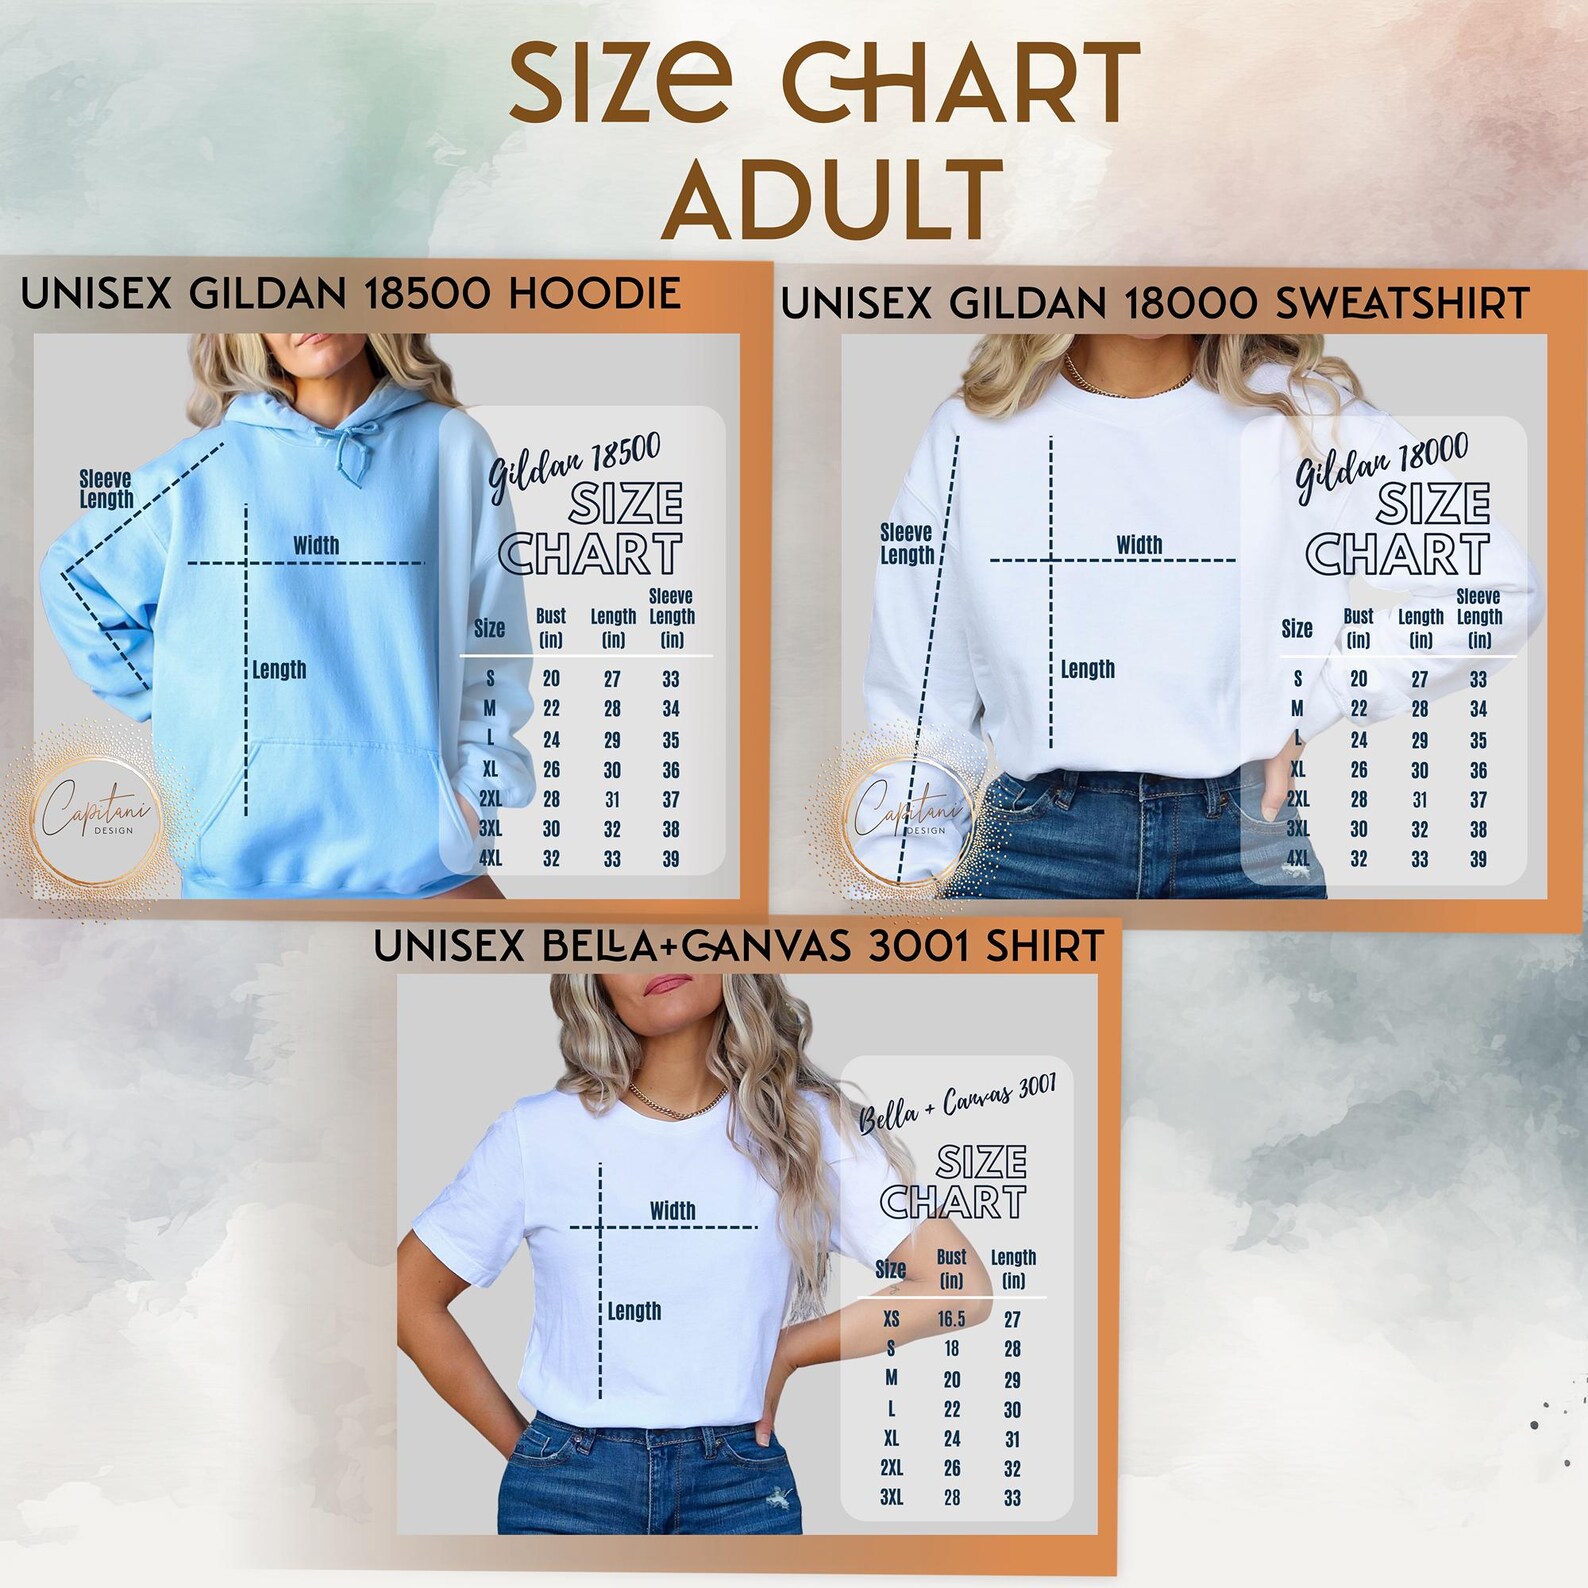 SIZE CHART
ADULT
UNISEX GILDAN 18500 HOODIE
Sleeve
Length
Width
Length
Gildan 18500
SIZE
CHART
Size Bust (in) Length (in) Sleeve Length (in)
S 20 27 33
M 22 28 34
L 24 29 35
XL 26 30 36
2XL 28 31 37
3XL 30 32 38
4XL 32 33 39
Capitani
DESIGN
UNISEX GILDAN 18000 SWEATSHIRT
Sleeve
Length
Width
Length
Gildan 18000
SIZE
CHART
Size Bust (in) Length (in) Sleeve Length (in)
S 20 27 33
M 22 28 34
L 24 29 35
XL 26 30 36
2XL 28 31 37
3XL 30 32 38
4XL 32 33 39
Capitani
DESIGN
UNISEX BELLA+CANVAS 3001 SHIRT
Width
Length
Bella + Canvas 3001
SIZE
CHART
Size Bust (in) Length (in)
XS 16.5 27
S 18 28
M 20 29
L 22 30
XL 24 31
2XL 26 32
3XL 28 33